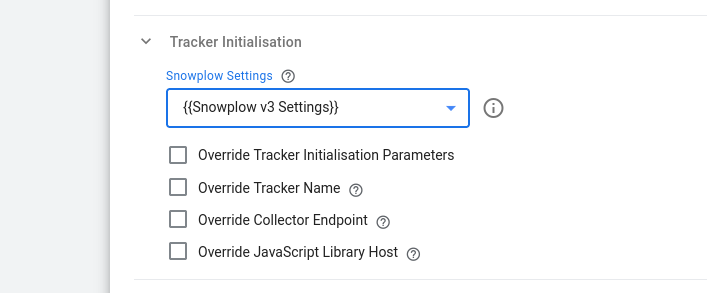 Tracker Initialisation
Snowplow Settings
{{Snowplow v3 Settings}}
Override Tracker Initialisation Parameters
Override Tracker Name
Override Collector Endpoint
Override JavaScript Library Host